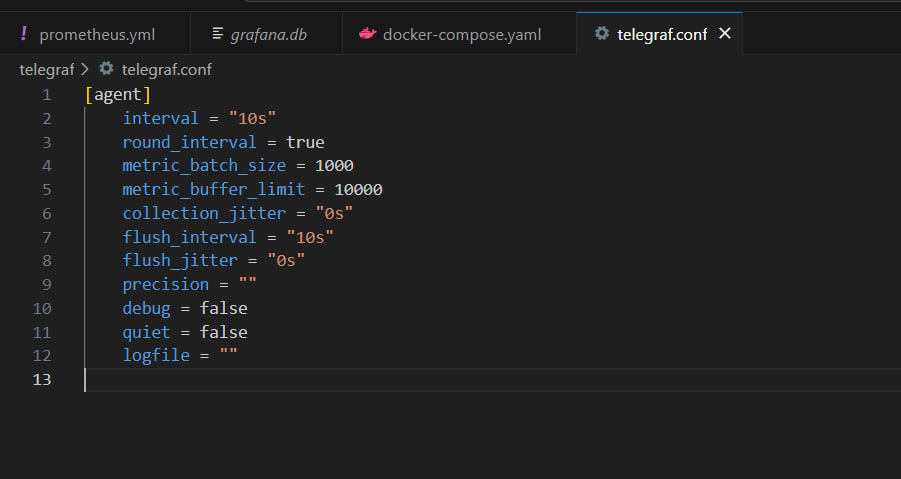 ! prometheus.yml grafana.db docker-compose.yaml telegraf.conf ×
telegraf > telegraf.conf
1 [agent]
2 interval = "10s"
3 round_interval = true
4 metric_batch_size = 1000
5 metric_buffer_limit = 10000
6 collection_jitter = "0s"
7 flush_interval = "10s"
8 flush_jitter = "0s"
9 precision = ""
10 debug = false
11 quiet = false
12 logfile = ""
13